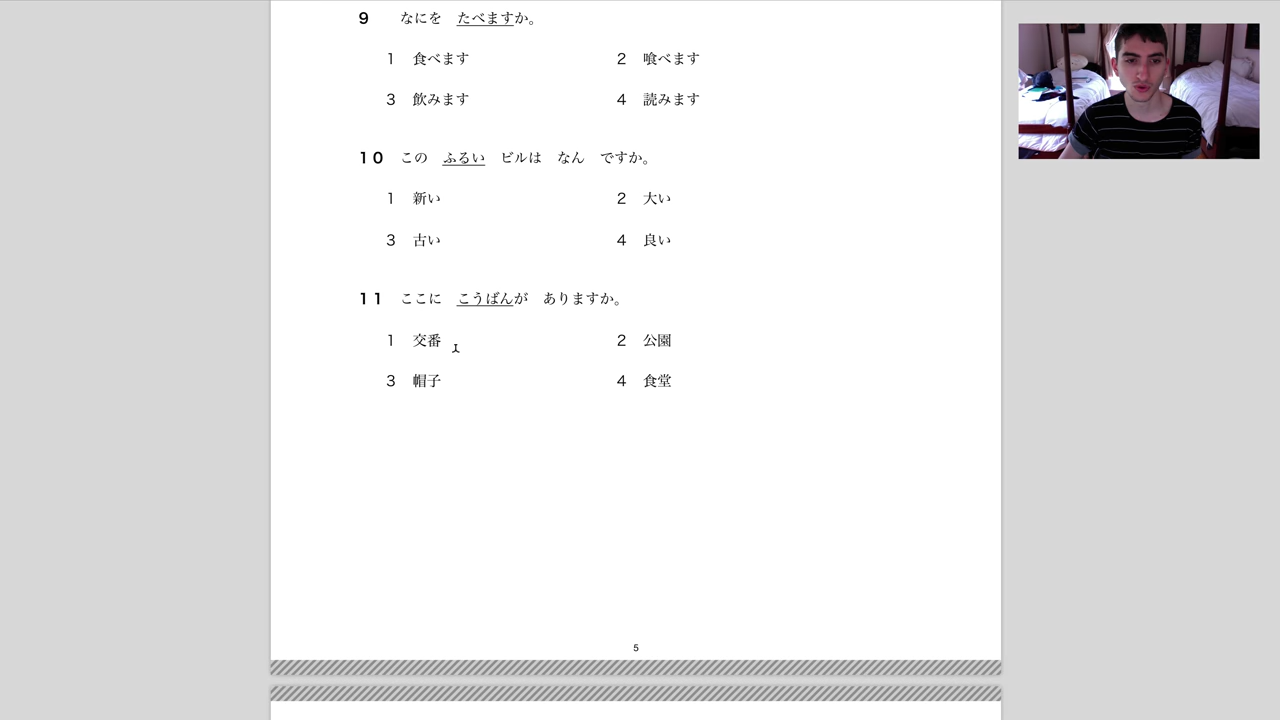 9 なにを たべますか。
1 食べます 2 喰べます
3 飲みます 4 読みます
10 この ふるい ビルは なん ですか。
1 新い 2 大い
3 古い 4 良い
11 ここに こうばんが ありますか。
1 交番 2 公園
3 帽子 4 食堂
5